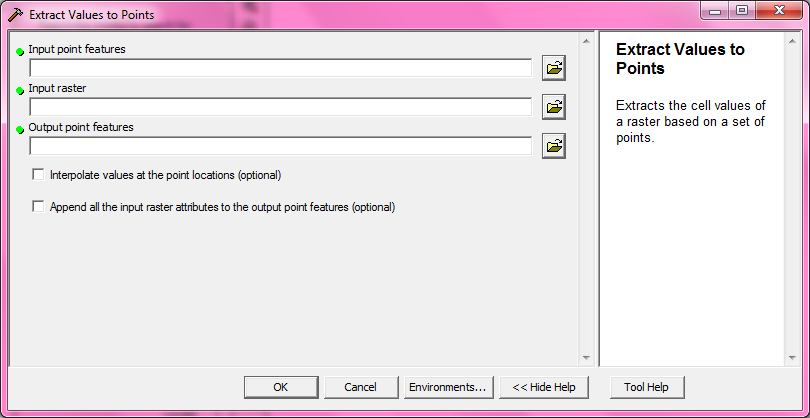 Extract Values to Points
Input point features
Input raster
Output point features
Interpolate values at the point locations (optional)
Append all the input raster attributes to the output point features (optional)
Extract Values to
Points
Extracts the cell values of
a raster based on a set of
points.
OK
Cancel
Environments...
<< Hide Help
Tool Help